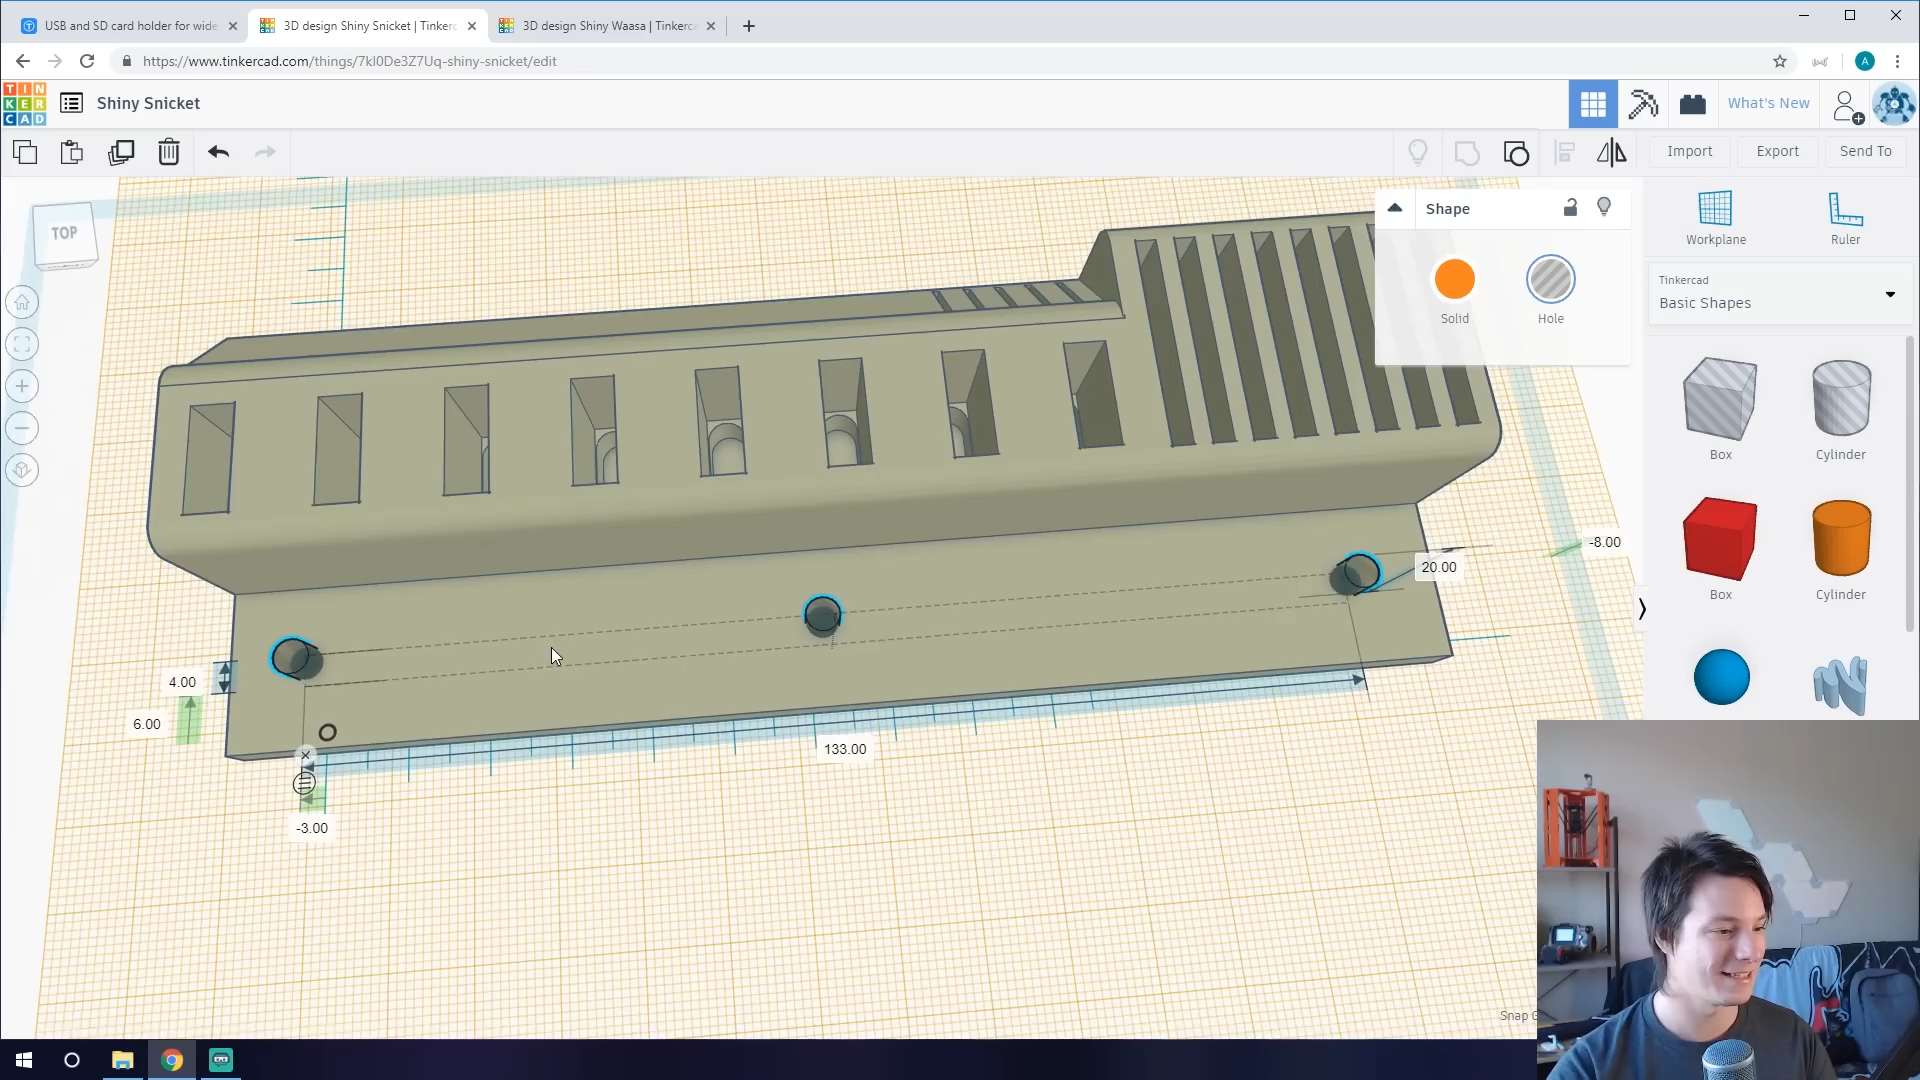 USB and SD card holder for wide
3D design Shiny Snicket | Tinkerc
3D design Shiny Waasa | Tinkerca
https://www.tinkercad.com/things/7kl0De3Z7Uq-shiny-snicket/edit
A
TIN
KER
CAD
Shiny Snicket
What's New
Import
Export
Send To
TOP
Shape
Solid
Hole
Workplane
Ruler
Tinkercad
Basic Shapes
Box
Cylinder
Box
Cylinder
-8.00
20.00
4.00
6.00
133.00
-3.00
Snap G